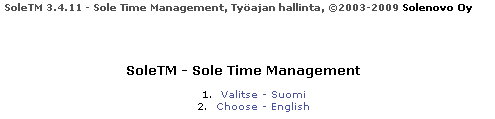 SoleTM 3.4.11 - Sole Time Management, Työajan hallinta, ©2003-2009 Solenovo Oy
SoleTM - Sole Time Management
1. Valitse - Suomi
2. Choose - English